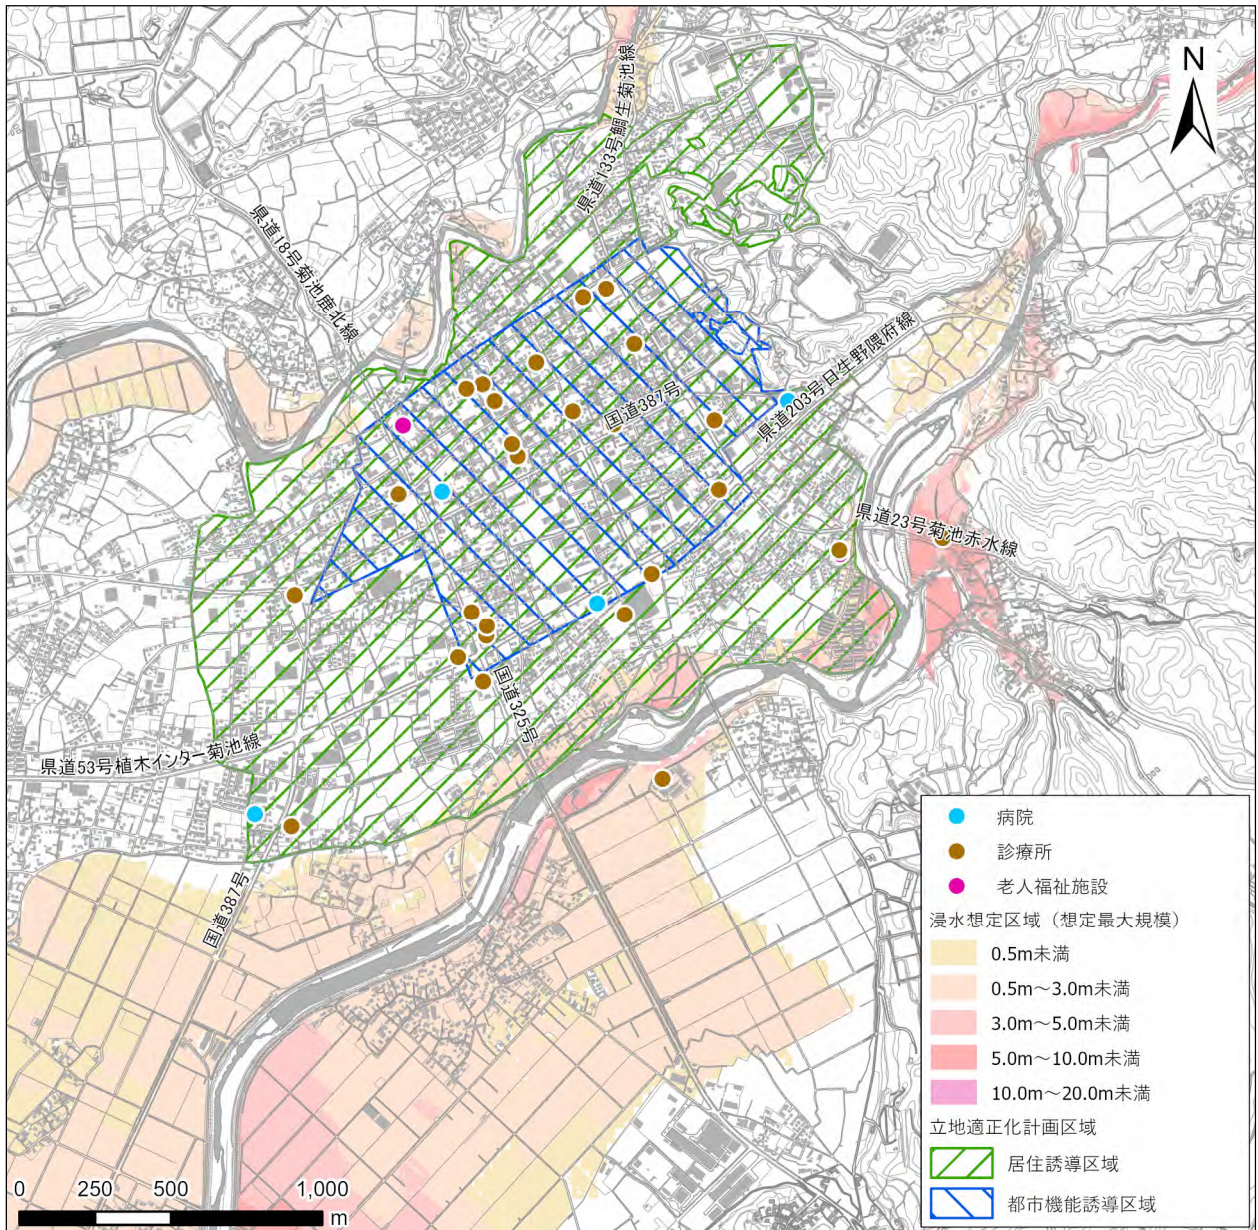 N
県道133号鯛生菊池線
県道18号菊池鹿北線
国道387号
県道203号日生野隈府線
県道23号菊池赤水線
国道325号
県道53号植木インター菊池線
国道387号
病院
診療所
老人福祉施設
浸水想定区域（想定最大規模）
0.5m未満
0.5m～3.0m未満
3.0m～5.0m未満
5.0m～10.0m未満
10.0m～20.0m未満
立地適正化計画区域
居住誘導区域
都市機能誘導区域
0 250 500 1,000
m